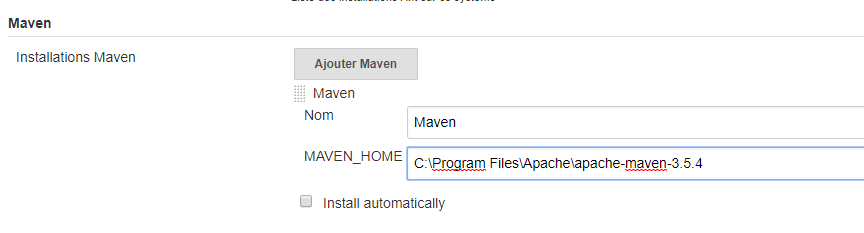 Maven
Installations Maven
Ajouter Maven
Maven
Nom
Maven
MAVEN_HOME
C:\Program Files\Apache\apache-maven-3.5.4
Install automatically